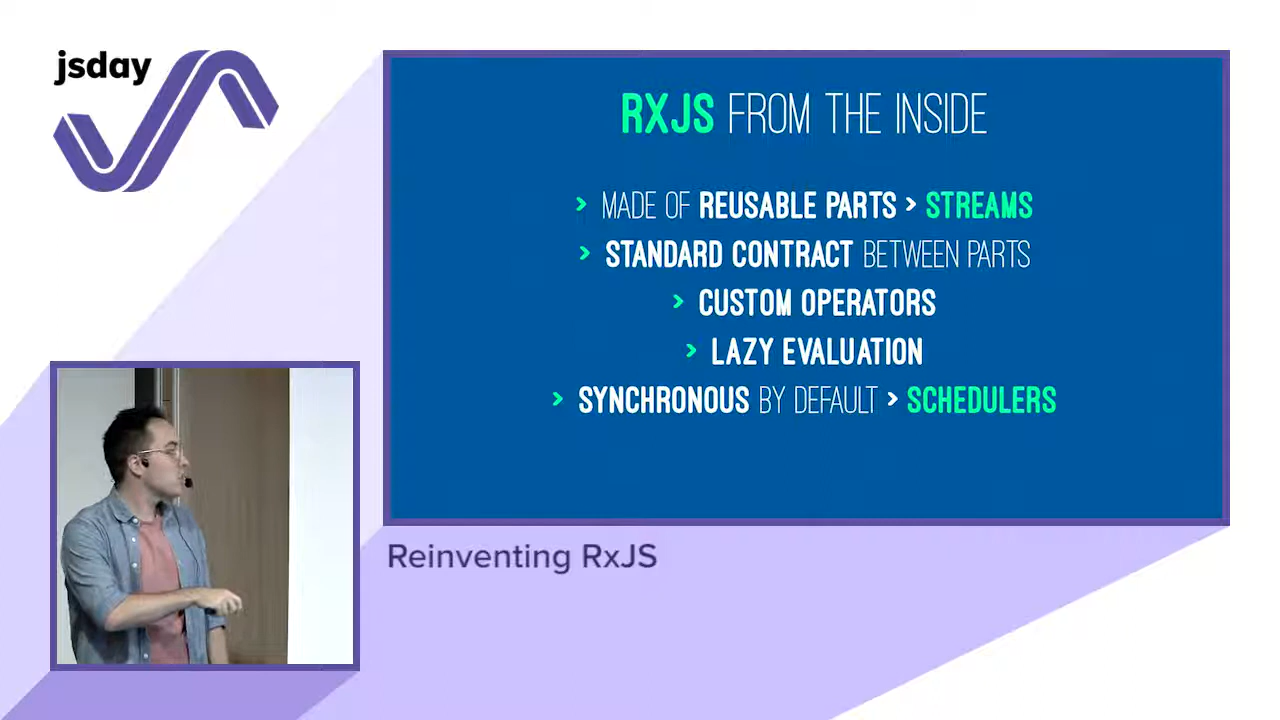 jsday
RXJS FROM THE INSIDE
> MADE OF REUSABLE PARTS > STREAMS
> STANDARD CONTRACT BETWEEN PARTS
> CUSTOM OPERATORS
> LAZY EVALUATION
> SYNCHRONOUS BY DEFAULT > SCHEDULERS
Reinventing RxJS